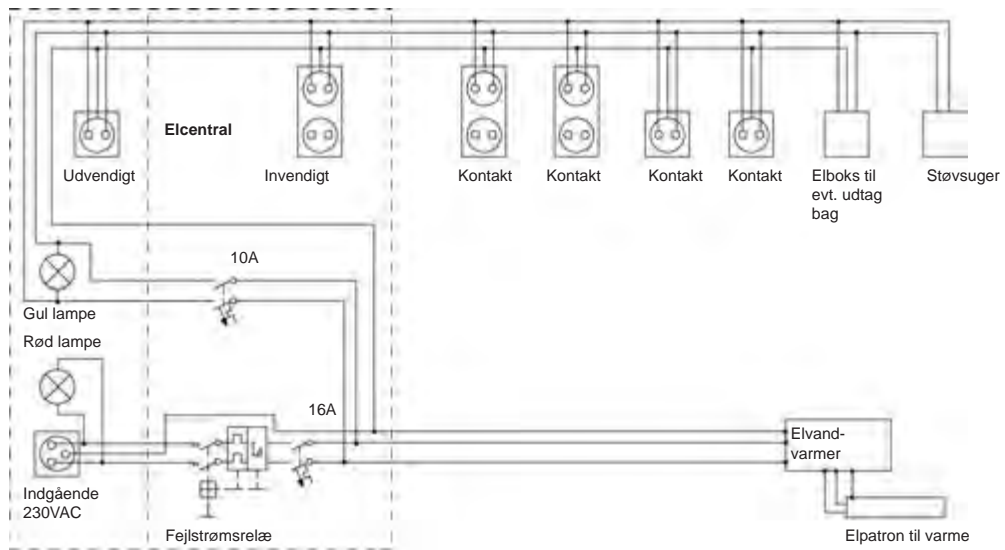 Elcentral
Udvendigt
Invendigt
Kontakt
Kontakt
Kontakt
Kontakt
Elboks til
evt. udtag
bag
Støvsuger
10A
Gul lampe
Rød lampe
16A
Elvand-
varmer
Indgående
230VAC
Fejlstrømsrelæ
Elpatron til varme